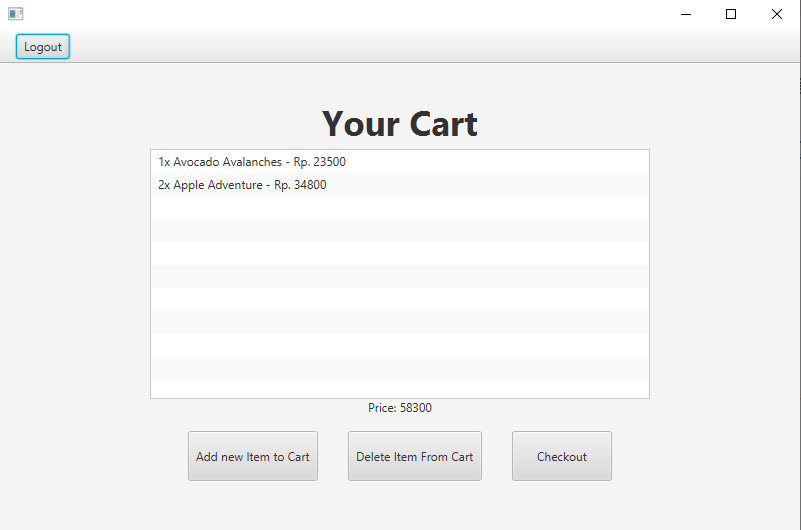 Logout
Your Cart
1x Avocado Avalanches - Rp. 23500
2x Apple Adventure - Rp. 34800
Price: 58300
Add new Item to Cart
Delete Item From Cart
Checkout